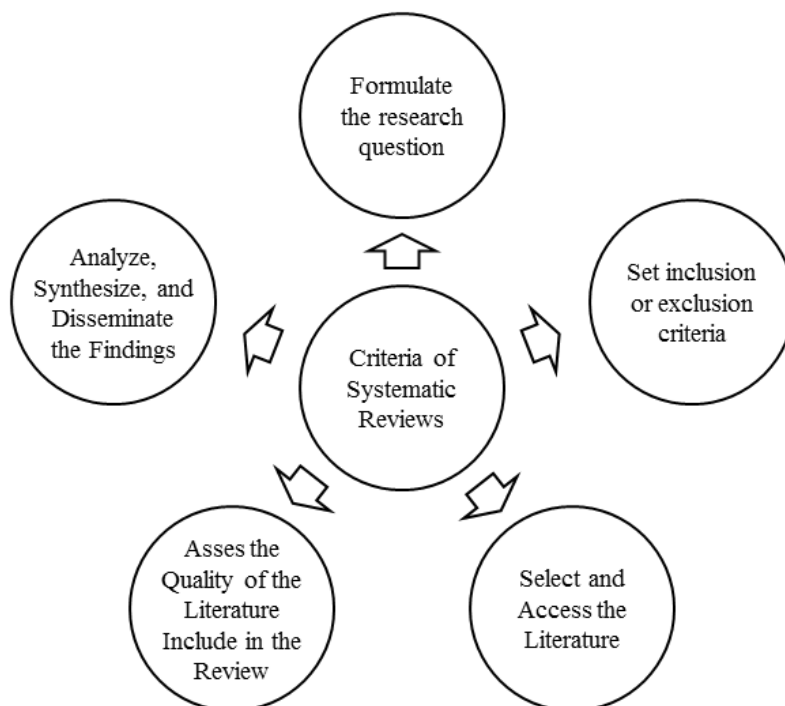 Formulate
the research
question
Analyze,
Synthesize, and
Disseminate
the Findings
Set inclusion
or exclusion
criteria
Criteria of
Systematic
Reviews
Asses the
Quality of the
Literature
Include in the
Review
Select and
Access the
Literature